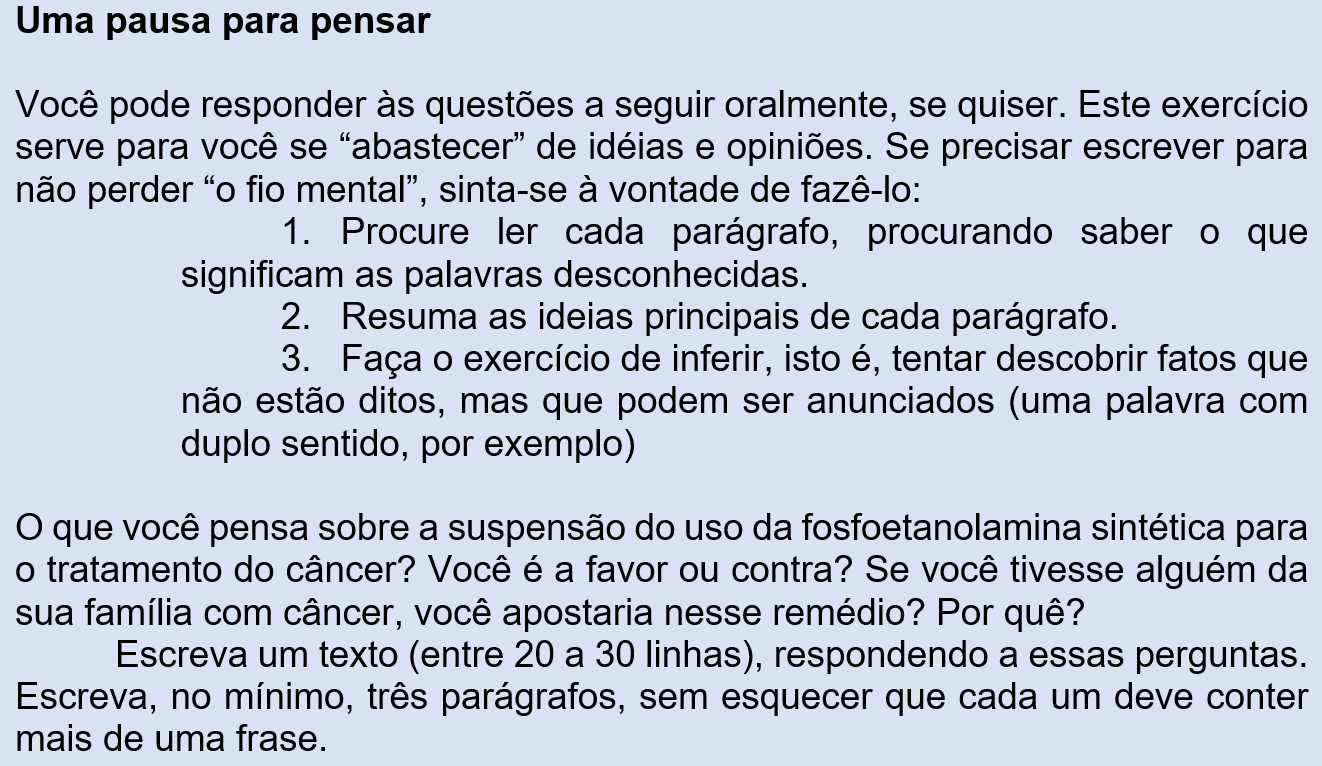 Uma pausa para pensar
Você pode responder às questões a seguir oralmente, se quiser. Este exercício
serve para você se “abastecer” de idéias e opiniões. Se precisar escrever para
não perder “o fio mental”, sinta-se à vontade de fazê-lo:
1. Procure ler cada parágrafo, procurando saber o que
significam as palavras desconhecidas.
2. Resuma as ideias principais de cada parágrafo.
3. Faça o exercício de inferir, isto é, tentar descobrir fatos que
não estão ditos, mas que podem ser anunciados (uma palavra com
duplo sentido, por exemplo)
O que você pensa sobre a suspensão do uso da fosfoetanolamina sintética para
o tratamento do câncer? Você é a favor ou contra? Se você tivesse alguém da
sua família com câncer, você apostaria nesse remédio? Por quê?
Escreva um texto (entre 20 a 30 linhas), respondendo a essas perguntas.
Escreva, no mínimo, três parágrafos, sem esquecer que cada um deve conter
mais de uma frase.